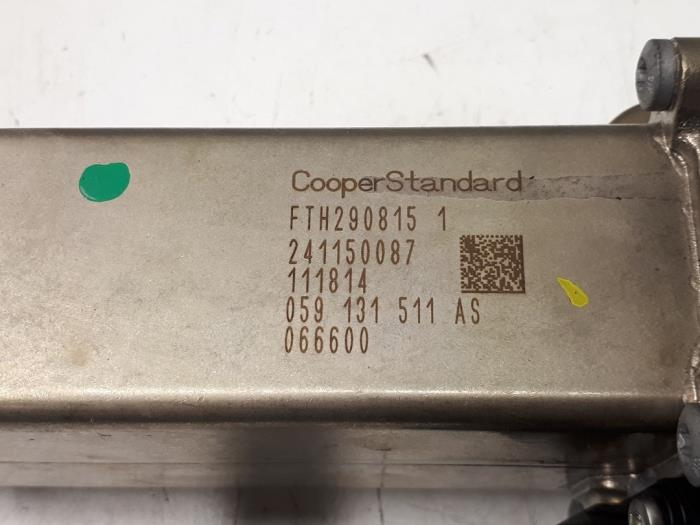 CooperStandard
FTH290815 1
241150087
111814
059 131 511 AS
066600